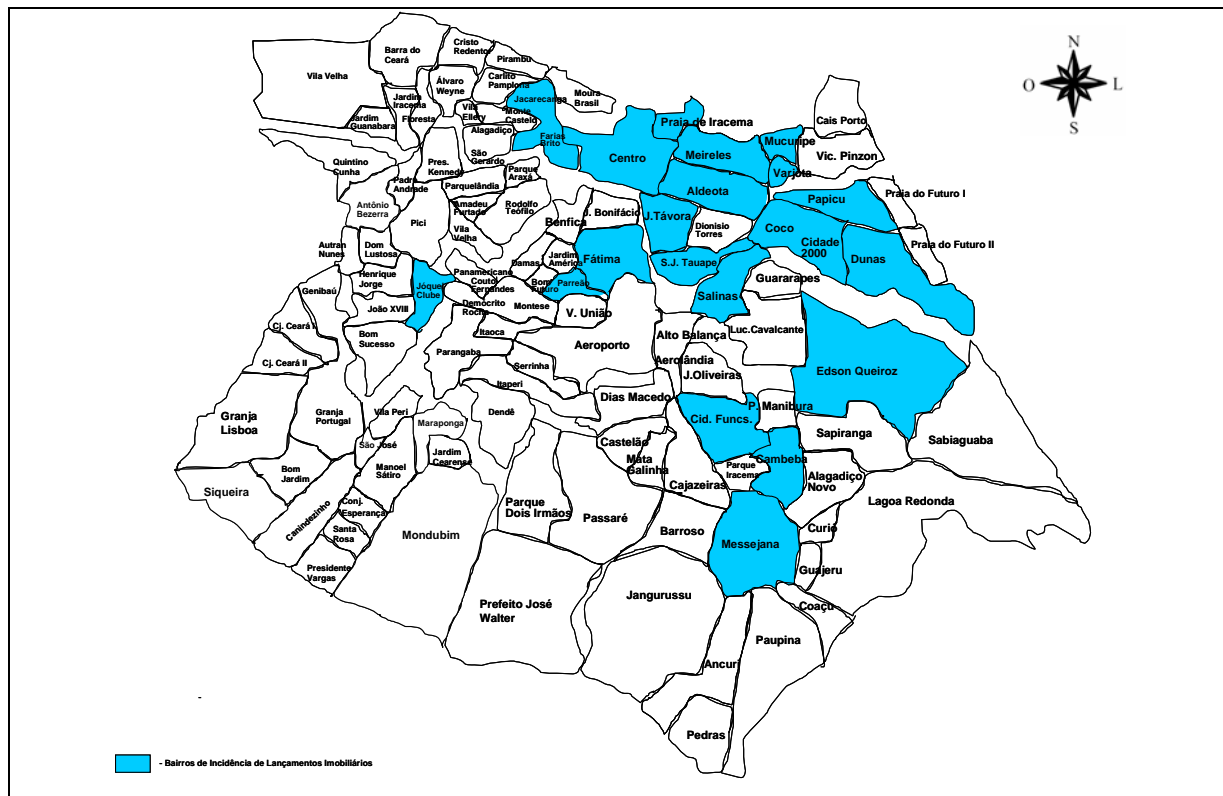 N
O
L
S
Cristo
Redentor
Barra do
Ceará
Pirambu
Vila Velha
Álvaro
Weyne
Carlito
Pamplona
Moura
Brasil
Jardim
Iracema
Jacarecanga
Floresta
Vila
Ellery
Monte
Castelo
Jardim
Guanabara
Praia de Iracema
Cais Porto
Alagadiço
Farias
Brito
Mucuripe
São
Gerardo
Centro
Meireles
Vic. Pinzon
Quintino
Cunha
Pres.
Kennedy
Parque
Araxá
Varjota
Padre
Andrade
Parquelândia
Aldeota
Praia do Futuro I
Papicu
Antônio
Bezerra
Amadeu
Furtado
Rodolfo
Teófilo
J. Bonifácio
J.Távora
Benfica
Pici
Vila
Velha
Dionisio
Torres
Coco
Cidade
2000
Praia do Futuro II
Autran
Nunes
Dom
Lustosa
Damas
Jardim
América
Fátima
S.J. Tauape
Dunas
Henrique
Jorge
Jóquei
Clube
Panamericano
Couto
Fernandes
Bom
Futuro
Parreão
Guararapes
Genibaú
Salinas
João XVIII
Democrito
Rocha
Montese
V. União
Cj. Ceará I
Bom
Sucesso
Itaoca
Alto Balança
Luc.Cavalcante
Aeroporto
Cj. Ceará II
Parangaba
Serrinha
Aerolândia
J.Oliveiras
Edson Queiroz
Itaperi
Dias Macedo
P. Manibura
Granja
Lisboa
Granja
Portugal
Vila Peri
Dendê
Cid. Funcs.
Maraponga
Sapiranga
Sabiaguaba
São José
Castelão
Mata
Galinha
Jardim
Cearense
Cambeba
Manoel
Sátiro
Parque
Iracema
Bom
Jardim
Alagadiço
Novo
Siqueira
Cajazeiras
Lagoa Redonda
Conj.
Esperança
Parque
Dois Irmãos
Passaré
Canindezinho
Santa
Rosa
Mondubim
Barroso
Curió
Messejana
Presidente
Vargas
Guajeru
Prefeito José
Walter
Jangurussu
Coaçu
Paupina
Ancuri
-
Pedras
- Bairros de Incidência de Lançamentos Imobiliários